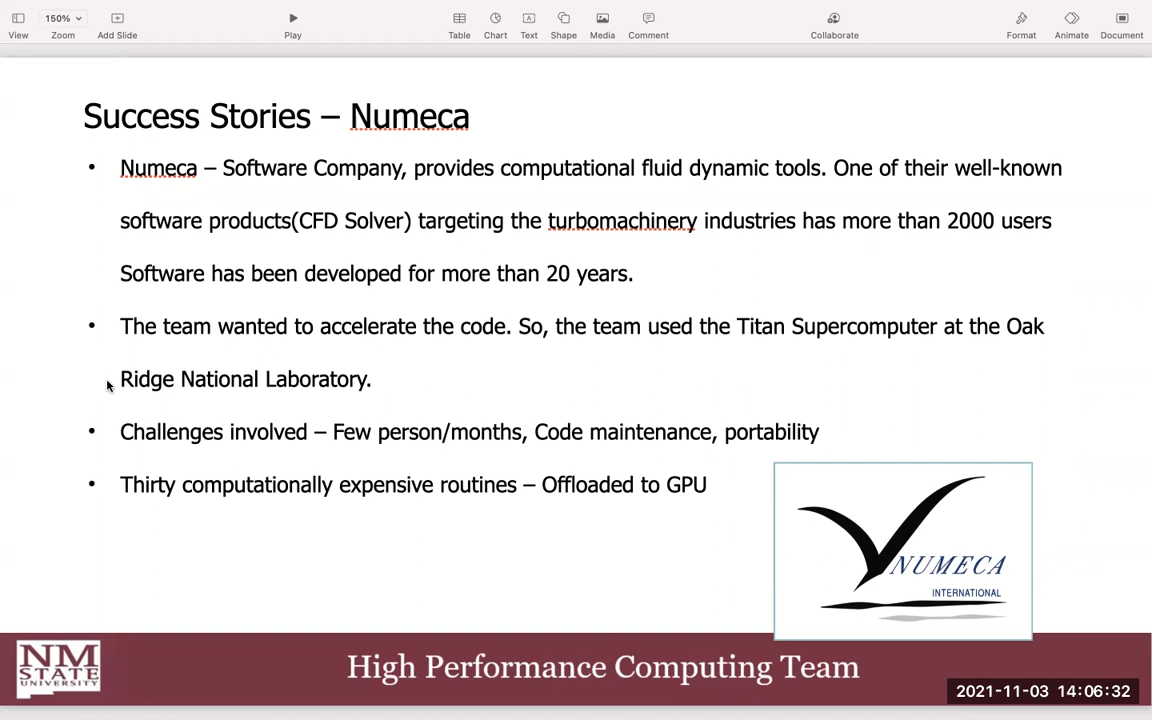 150%
View
Zoom
Add Slide
Play
Table
Chart
Text
Shape
Media
Comment
Collaborate
Format
Animate
Document
Success Stories – Numeca
• Numeca – Software Company, provides computational fluid dynamic tools. One of their well-known
software products(CFD Solver) targeting the turbomachinery industries has more than 2000 users
Software has been developed for more than 20 years.
• The team wanted to accelerate the code. So, the team used the Titan Supercomputer at the Oak
Ridge National Laboratory.
• Challenges involved – Few person/months, Code maintenance, portability
• Thirty computationally expensive routines – Offloaded to GPU
NUMECA
INTERNATIONAL
NM
STATE
UNIVERSITY
High Performance Computing Team
2021-11-03 14:06:32